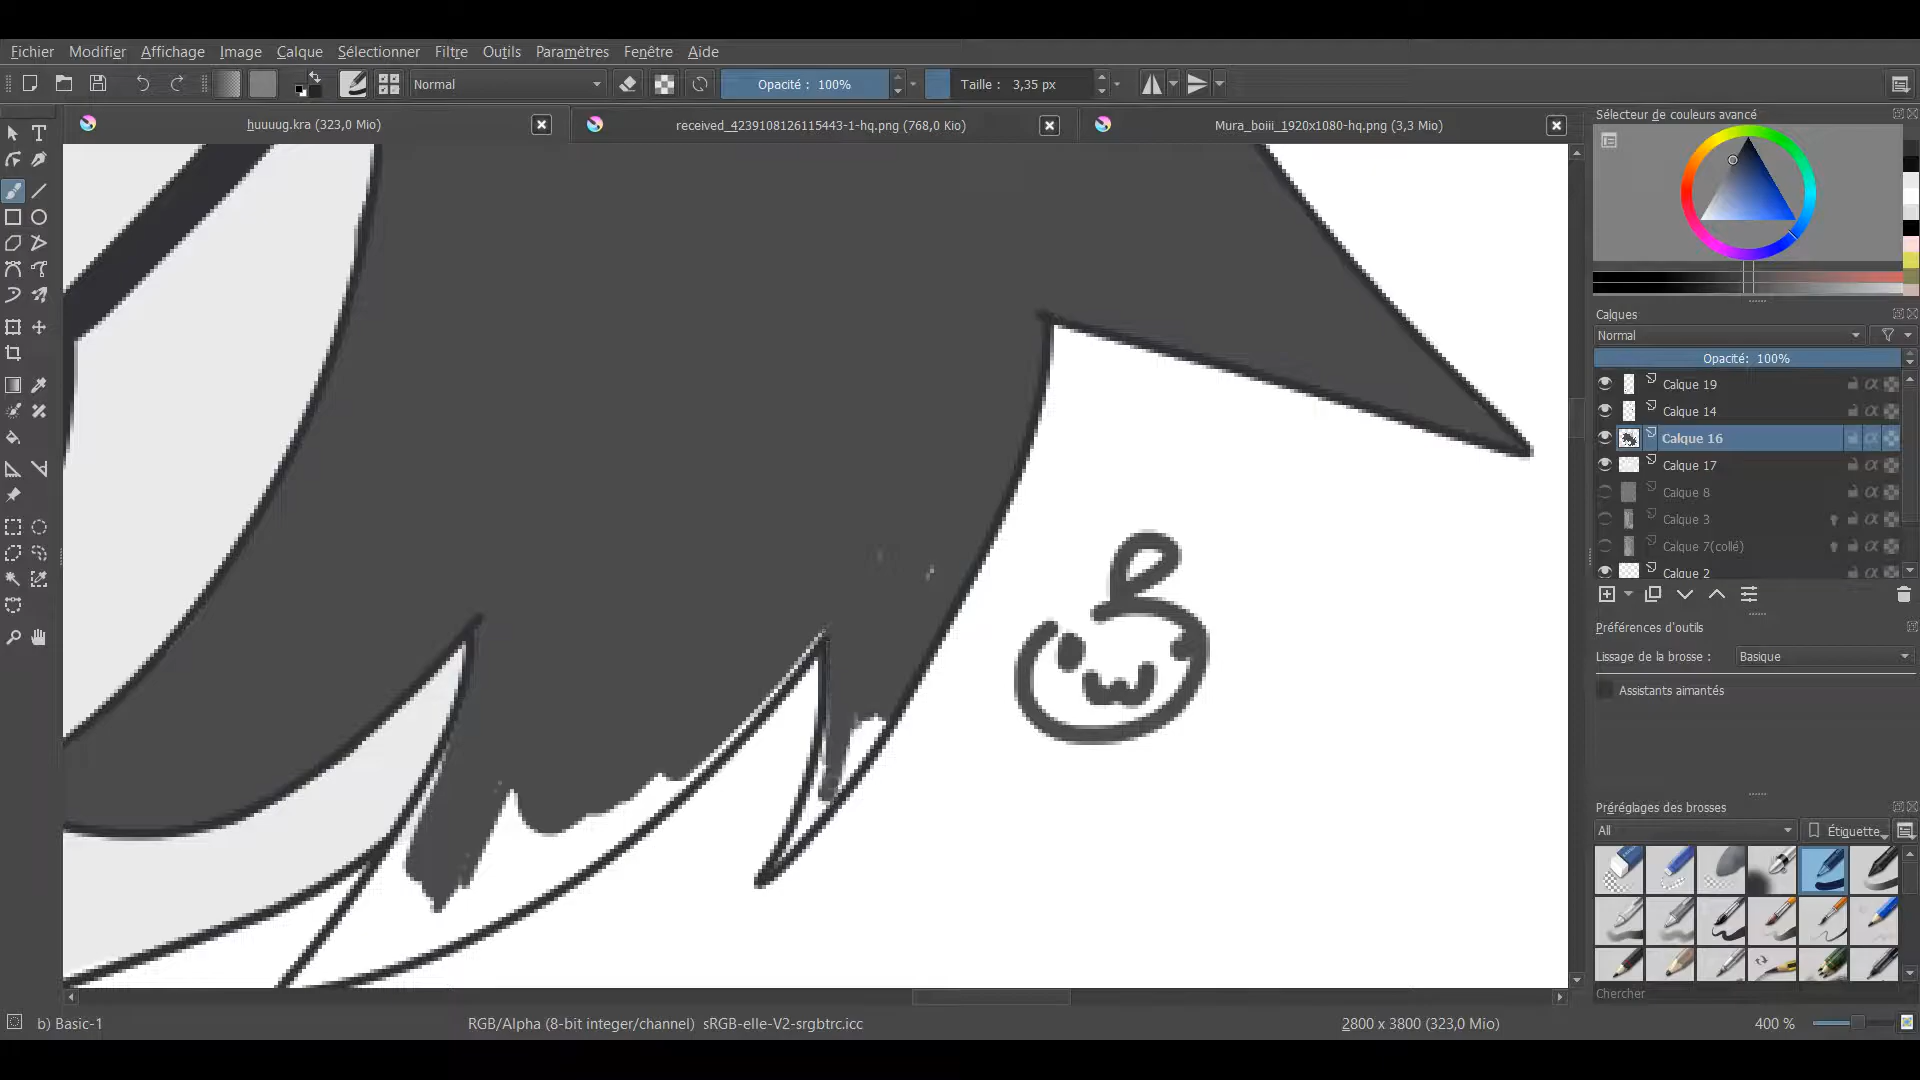 Fichier Modifier Affichage Image Calque Sélectionner Filtre Outils Paramètres Fenêtre Aide
Normal Opacité : 100% Taille : 3,35 px
huuuug.kra (323,0 Mio) received_4239108126115443-1-hq.png (768,0 Kio) Mura_boiii_1920x1080-hq.png (3,3 Mio)
Sélecteur de couleurs avancé
Calques
Normal
Opacité: 100%
Calque 19
Calque 14
Calque 16
Calque 17
Calque 8
Calque 3
Calque 7(collé)
Calque 2
Préférences d'outils
Lissage de la brosse : Basique
Assistants aimantés
Préréglages des brosses
All Étiquette
Chercher
b) Basic-1 RGB/Alpha (8-bit integer/channel) sRGB-elle-V2-srgbtrc.icc 2800 x 3800 (323,0 Mio) 400 %